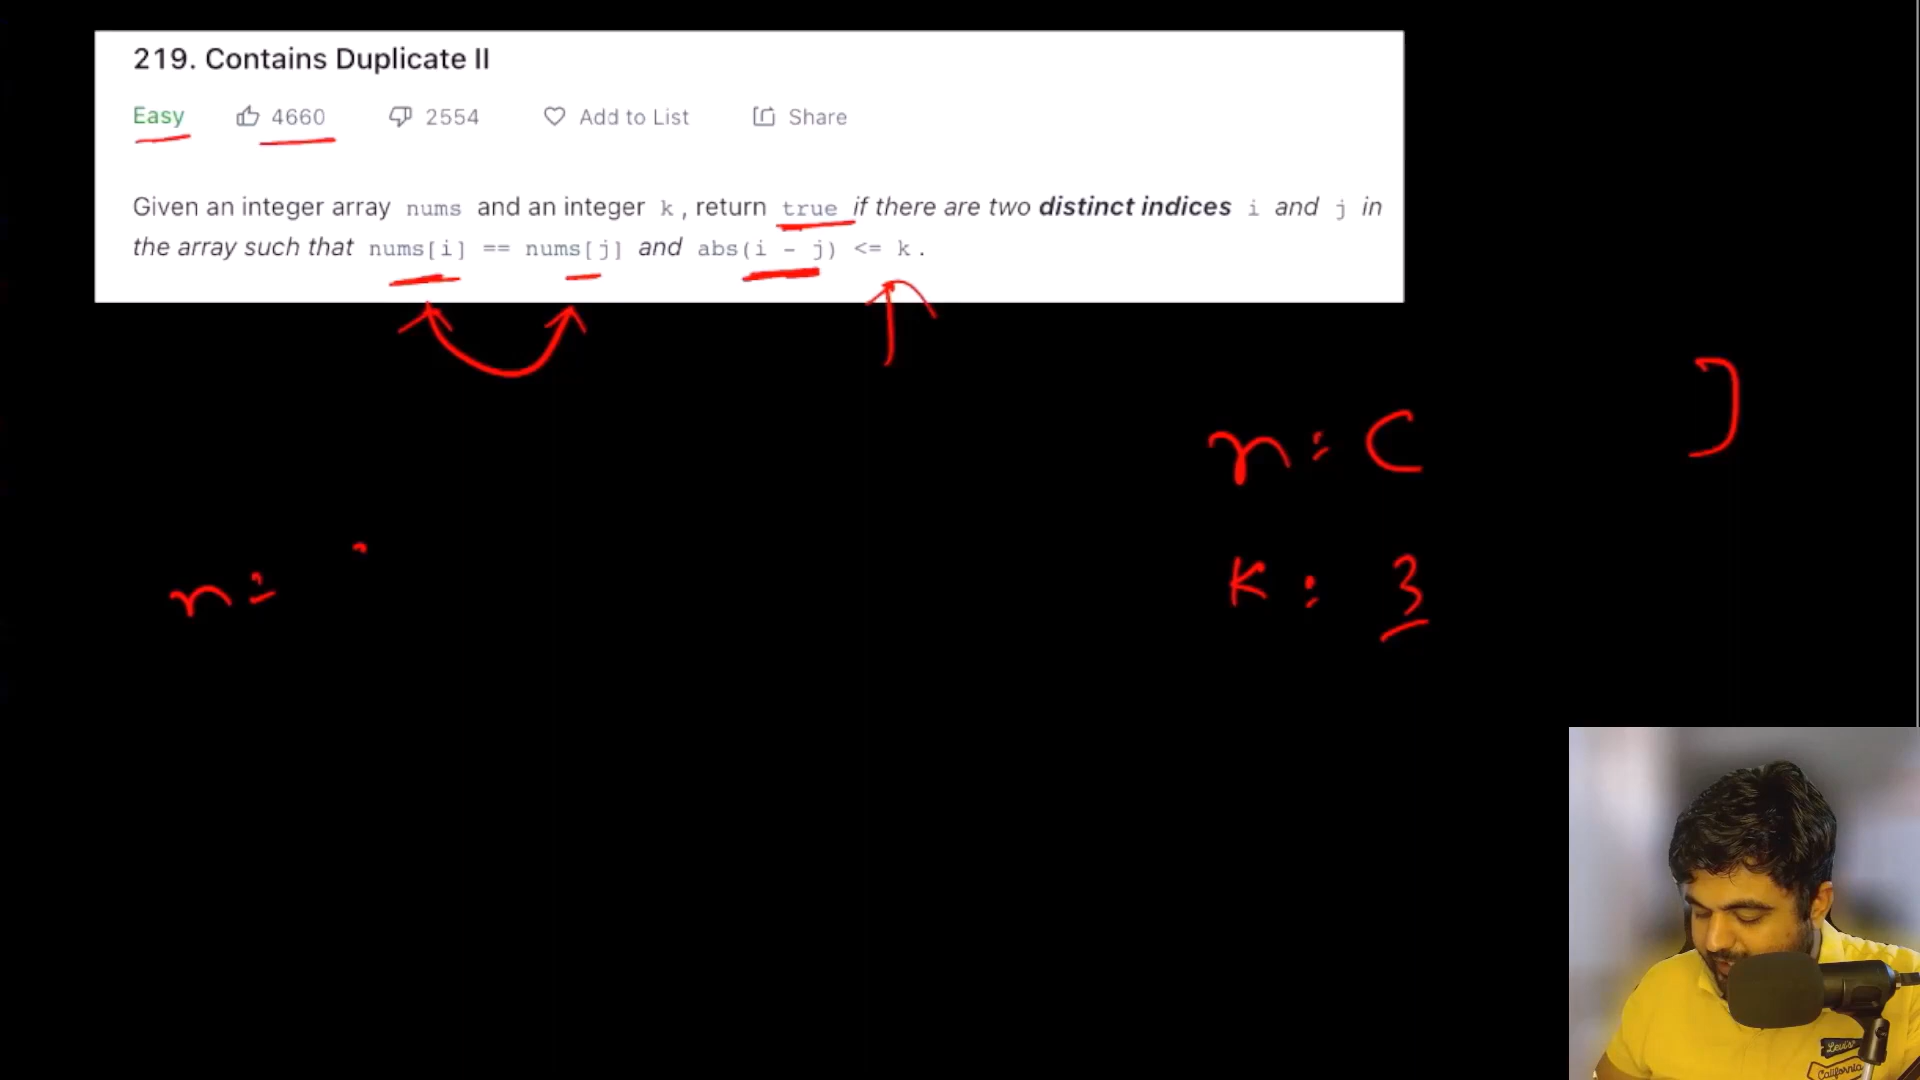 219. Contains Duplicate II
Easy 4660 2554 Add to List Share
Given an integer array nums and an integer k, return true if there are two distinct indices i and j in
the array such that nums[i] == nums[j] and abs(i - j) <= k.
n: [ ]
n =
K : 3
Levi's
California